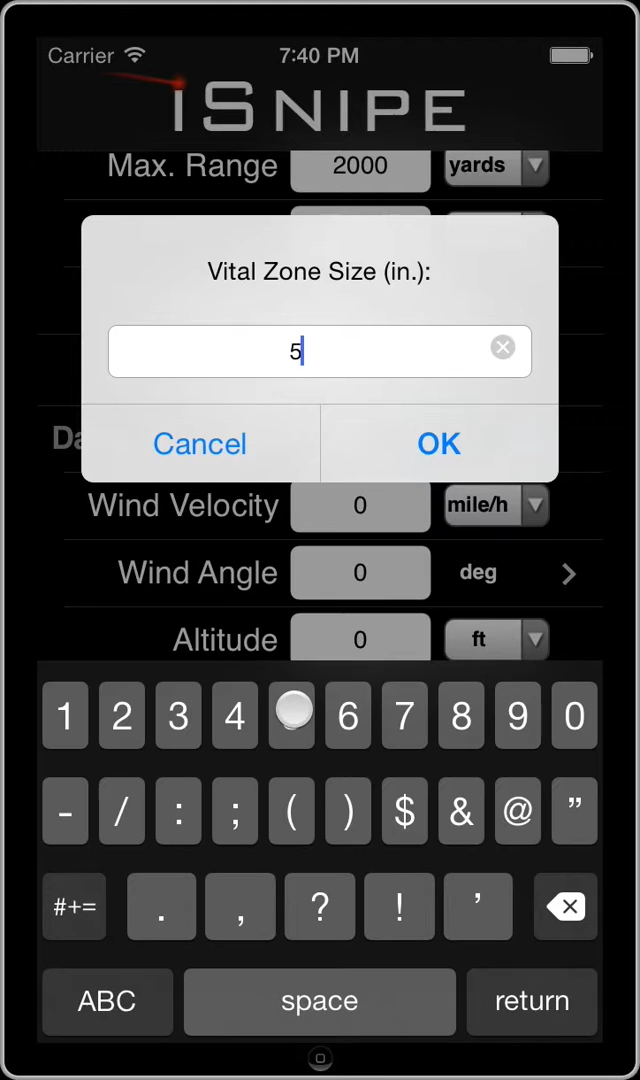 Carrier 7:40 PM
iSNIPE
Max. Range 2000 yards
Vital Zone Size (in.):
5
Cancel OK
Da
Wind Velocity 0 mile/h
Wind Angle 0 deg
Altitude 0 ft
1 2 3 4 6 7 8 9 0
- / : ; ( ) $ & @ ”
#+= . , ? ! ’
ABC space return